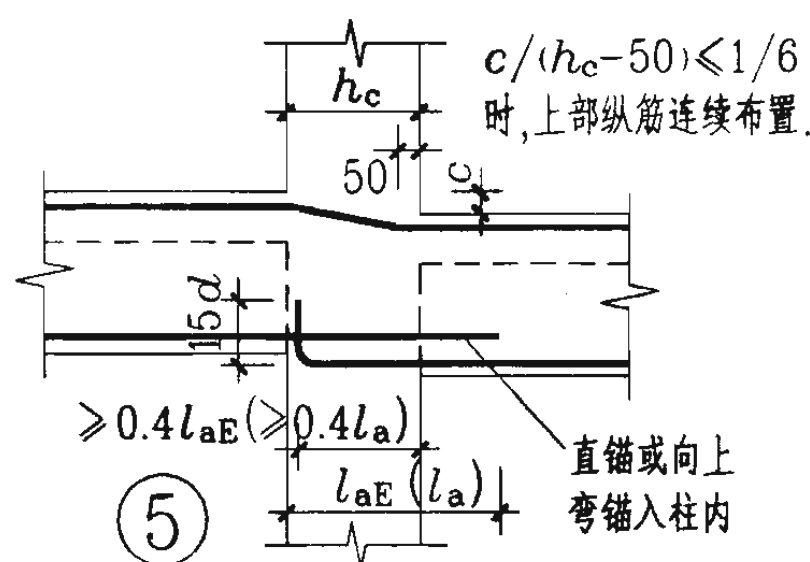 c/(hc-50)≤1/6
时,上部纵筋连续布置.
hc
50
c
15d
≥0.4laE(≥0.4la)
laE(la)
直锚或向上
弯锚入柱内
5